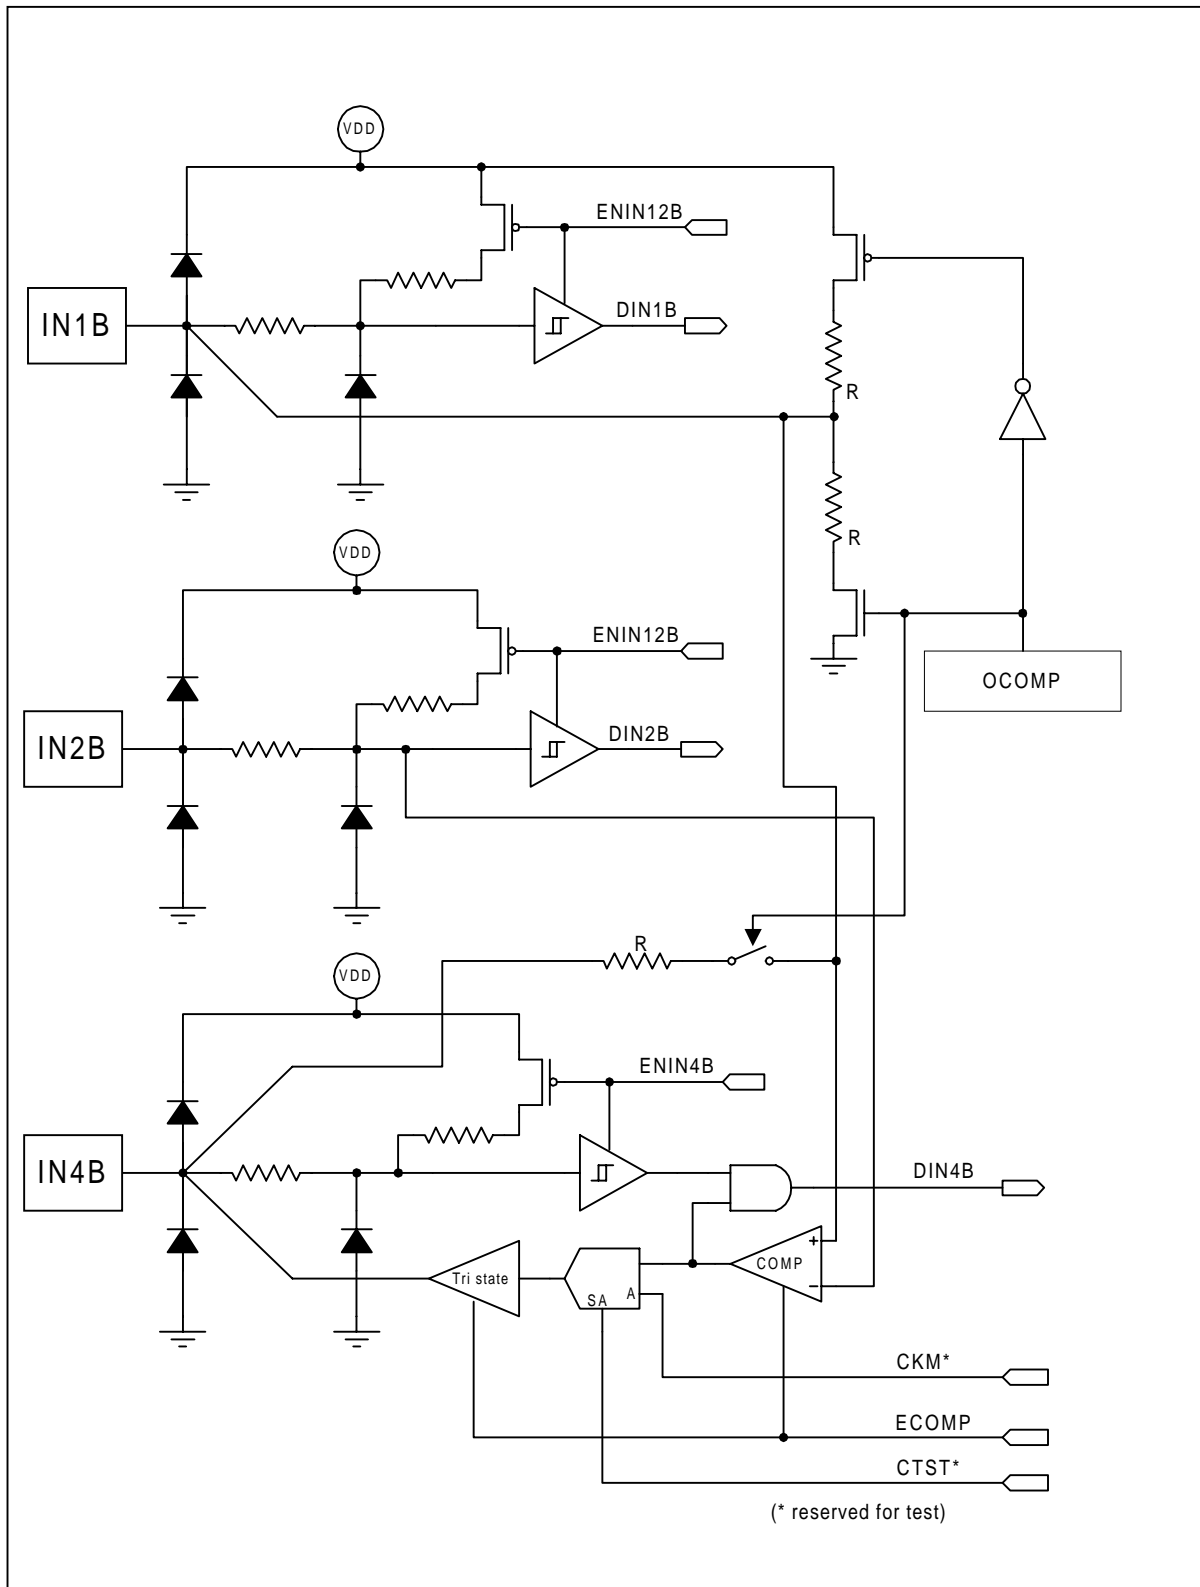 VDD
ENIN12B
IN1B
DIN1B
R
R
VDD
ENIN12B
OCOMP
IN2B
DIN2B
R
VDD
ENIN4B
IN4B
DIN4B
+
COMP
Tri state
SA
A
−
CKM*
ECOMP
CTST*
(* reserved for test)